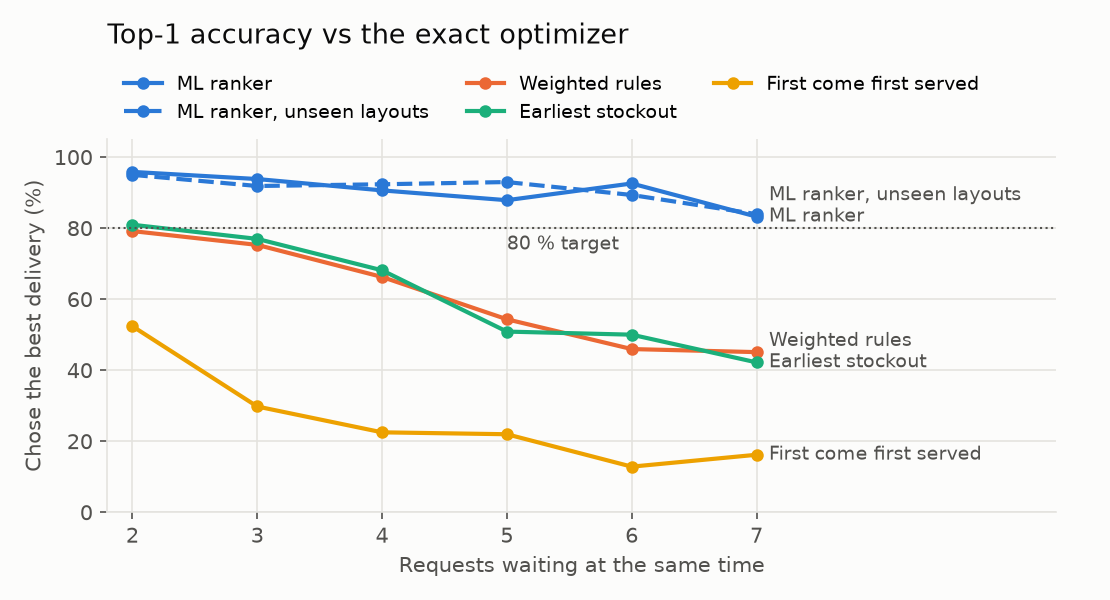 Top-1 accuracy vs the exact optimizer
ML ranker
Weighted rules
First come first served
ML ranker, unseen layouts
Earliest stockout
100
80
60
40
20
0
Chose the best delivery (%)
80 % target
ML ranker, unseen layouts
ML ranker
Weighted rules
Earliest stockout
First come first served
2 3 4 5 6 7
Requests waiting at the same time